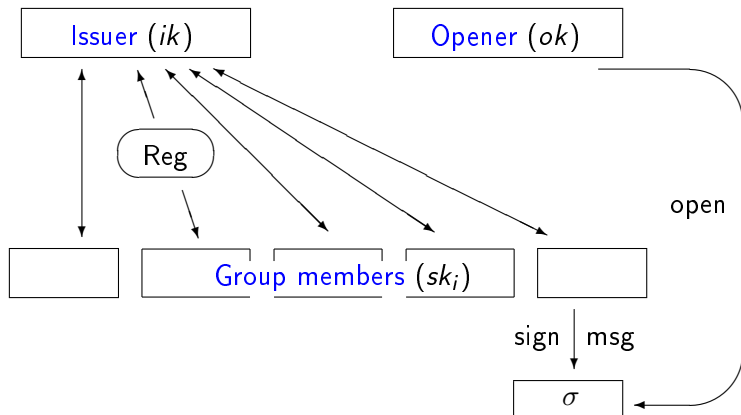 Issuer (ik)
Opener (ok)
Reg
open
Group members (sk_i)
sign
msg
σ